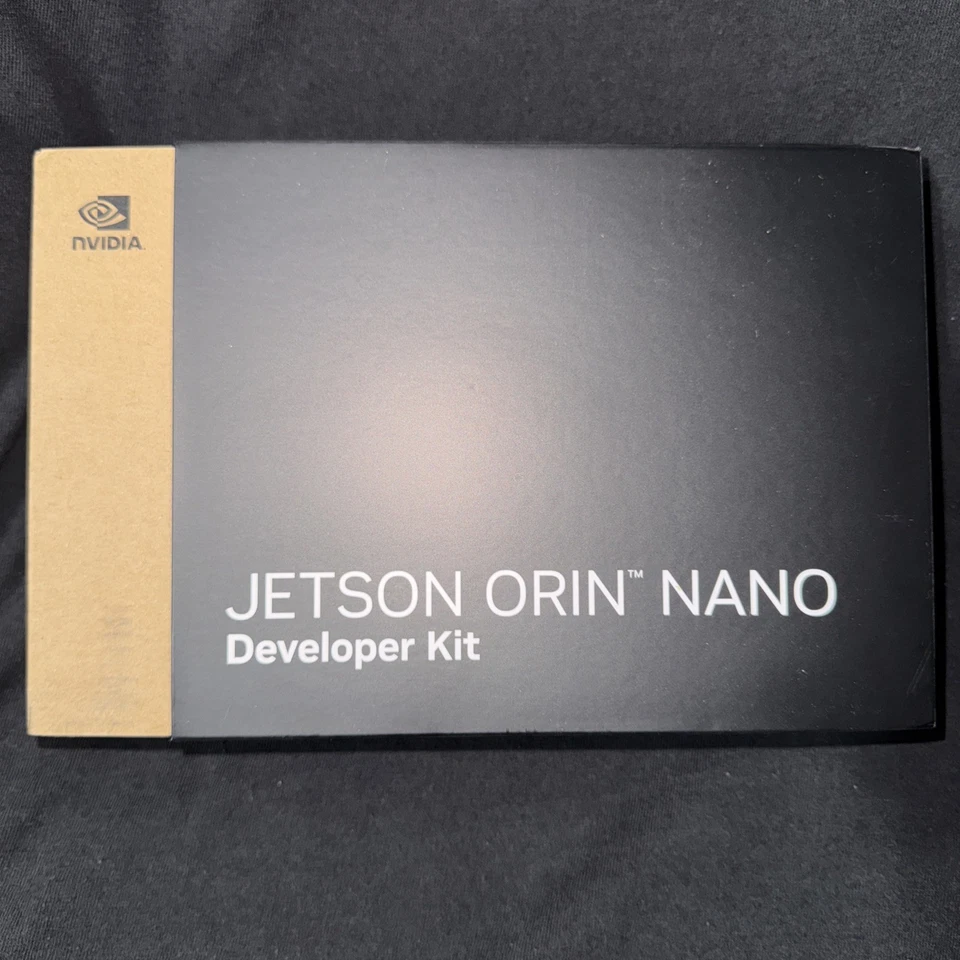 NVIDIA.
JETSON ORIN™ NANO
Developer Kit